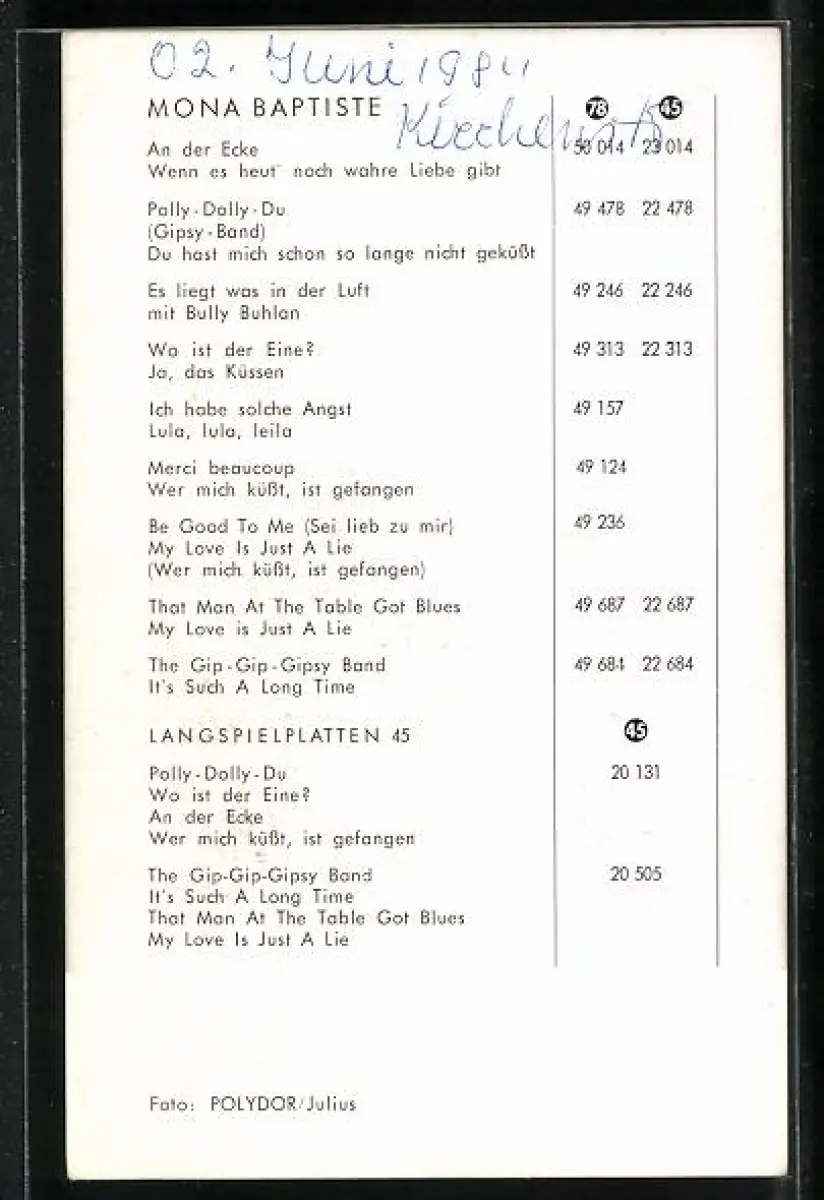 02. Juni 1984
MONA BAPTISTE 78 45
An der Ecke 50 014 23 014
Wenn es heut' noch wahre Liebe gibt
Polly-Dolly-Du 49 478 22 478
(Gipsy-Band)
Du hast mich schon so lange nicht geküßt
Es liegt was in der Luft 49 246 22 246
mit Bully Buhlan
Wo ist der Eine? 49 313 22 313
Ja, das Küssen
Ich habe solche Angst 49 157
Lula, lula, leila
Merci beaucoup 49 124
Wer mich küßt, ist gefangen
Be Good To Me (Sei lieb zu mir) 49 236
My Love Is Just A Lie
(Wer mich küßt, ist gefangen)
That Man At The Table Got Blues 49 687 22 687
My Love is Just A Lie
The Gip-Gip-Gipsy Band 49 684 22 684
It's Such A Long Time
LANGSPIELPLATTEN 45 45
Polly-Dolly-Du 20 131
Wo ist der Eine?
An der Ecke
Wer mich küßt, ist gefangen
The Gip-Gip-Gipsy Band 20 505
It's Such A Long Time
That Man At The Table Got Blues
My Love Is Just A Lie
Foto: POLYDOR/Julius